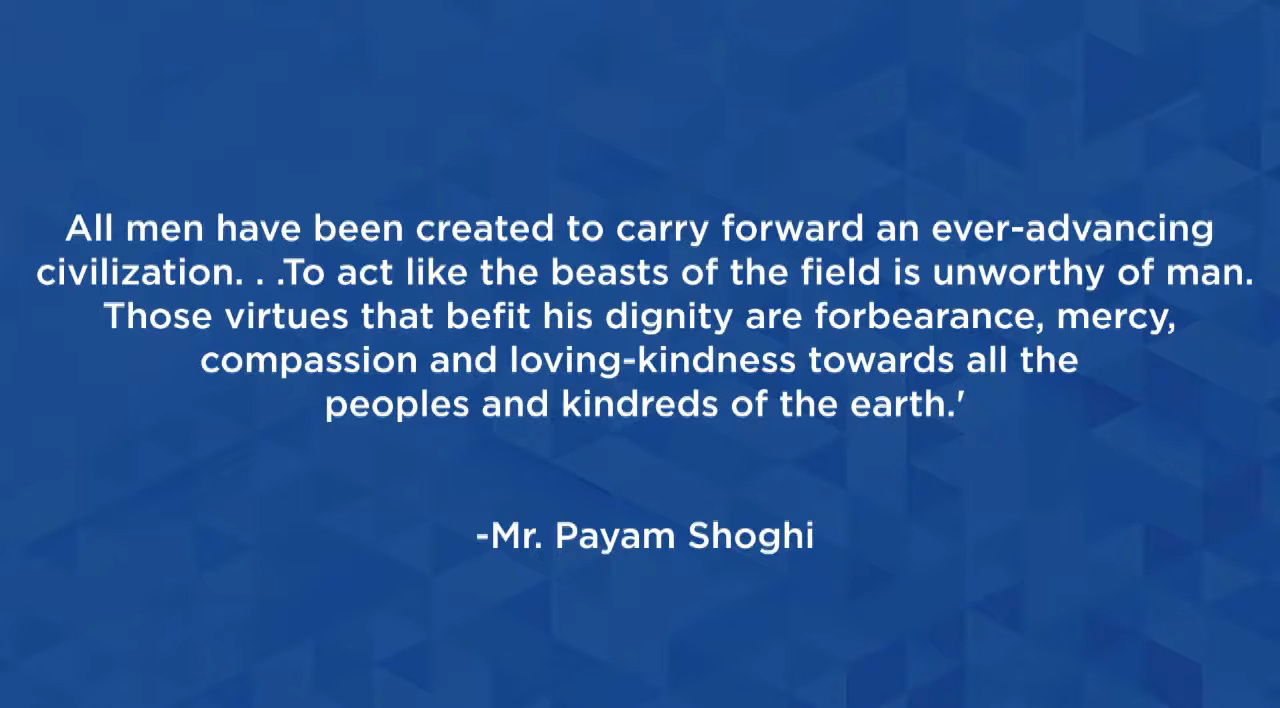 All men have been created to carry forward an ever-advancing
civilization. . .To act like the beasts of the field is unworthy of man.
Those virtues that befit his dignity are forbearance, mercy,
compassion and loving-kindness towards all the
peoples and kindreds of the earth.'
-Mr. Payam Shoghi